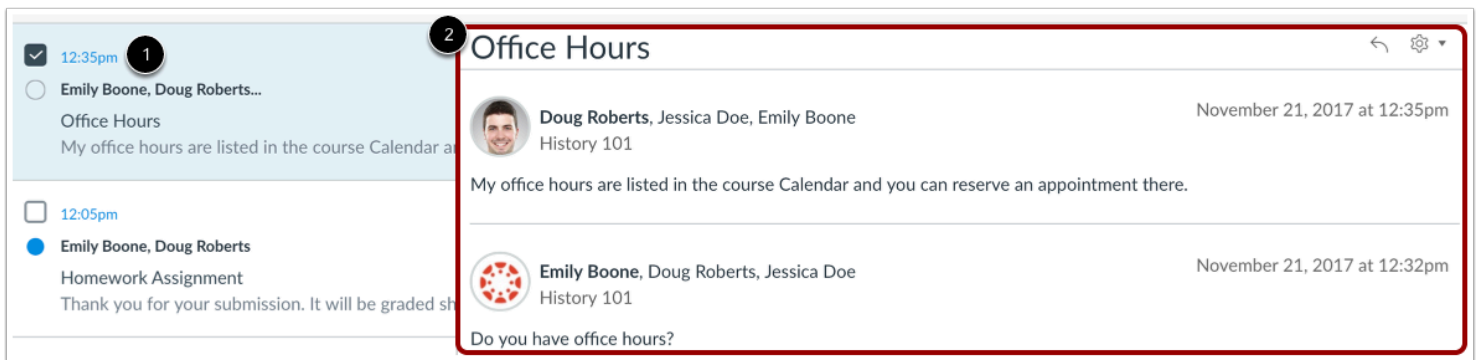 12:35pm
1
Emily Boone, Doug Roberts...
Office Hours
My office hours are listed in the course Calendar a
12:05pm
Emily Boone, Doug Roberts
Homework Assignment
Thank you for your submission. It will be graded sh
2
Office Hours
Doug Roberts, Jessica Doe, Emily Boone
November 21, 2017 at 12:35pm
History 101
My office hours are listed in the course Calendar and you can reserve an appointment there.
Emily Boone, Doug Roberts, Jessica Doe
November 21, 2017 at 12:32pm
History 101
Do you have office hours?